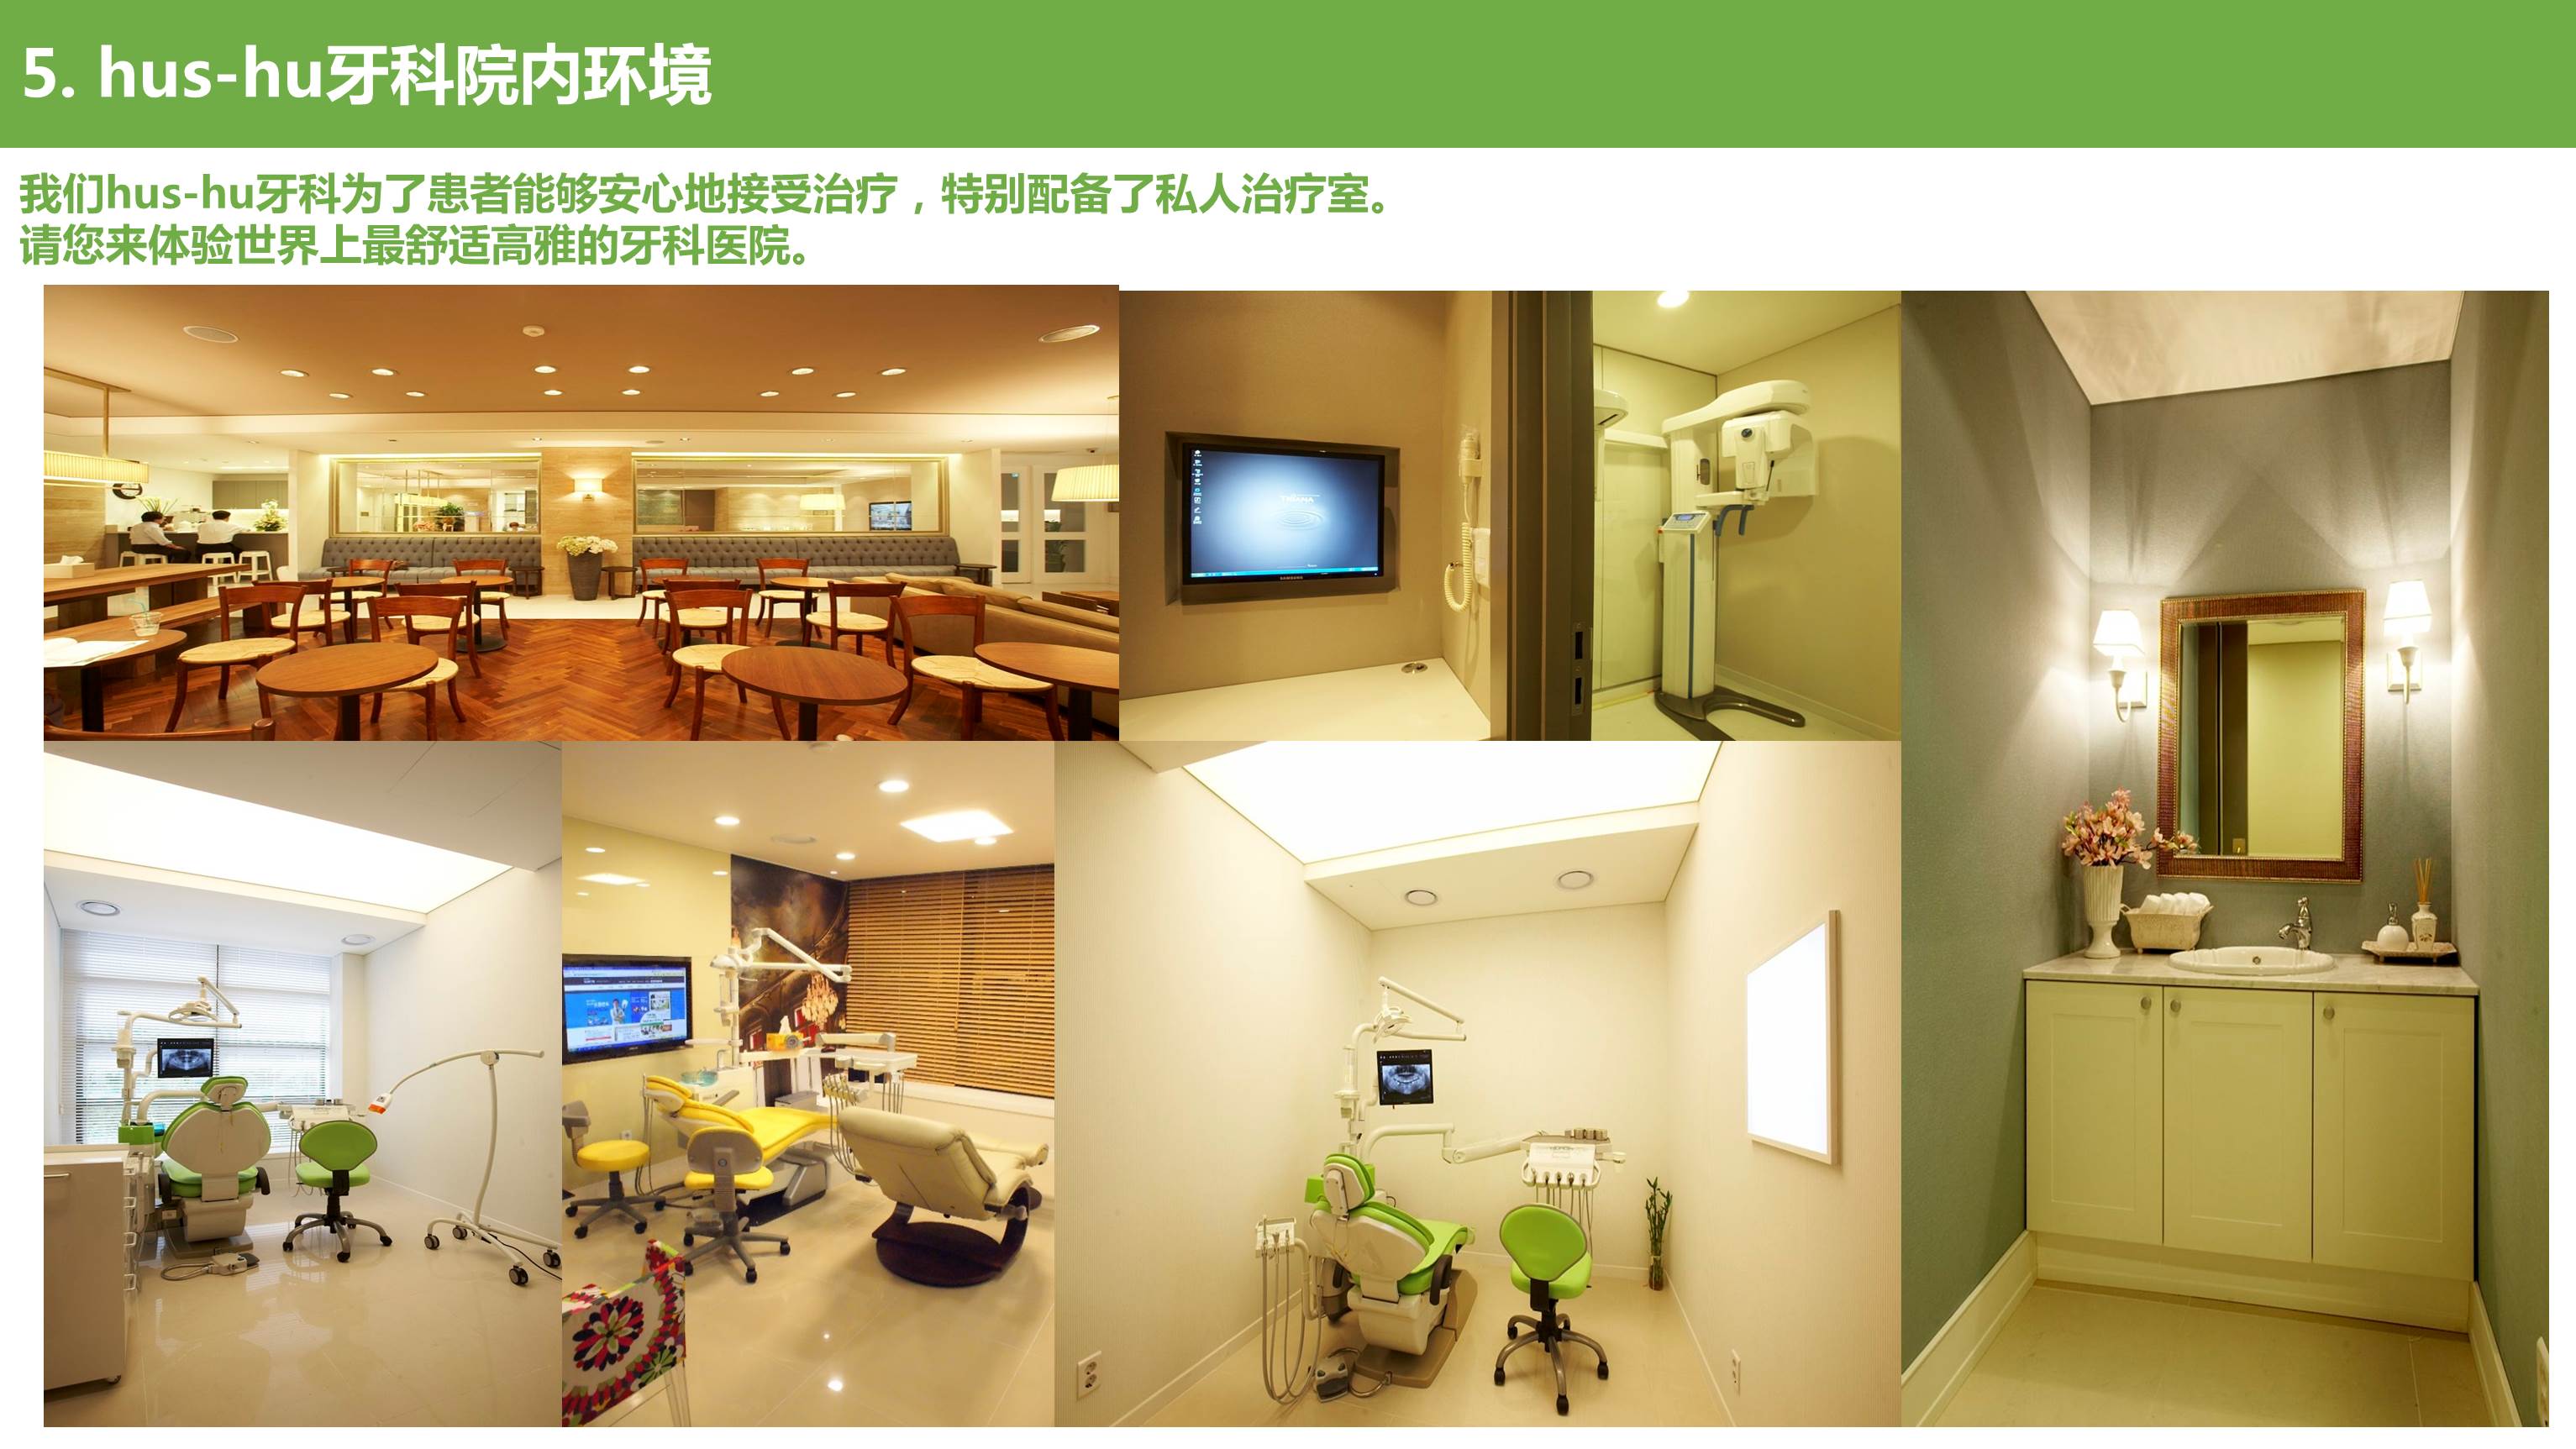 5. hus-hu牙科院内环境
我们hus-hu牙科为了患者能够安心地接受治疗，特别配备了私人治疗室。
请您来体验世界上最舒适高雅的牙科医院。
SAMSUNG